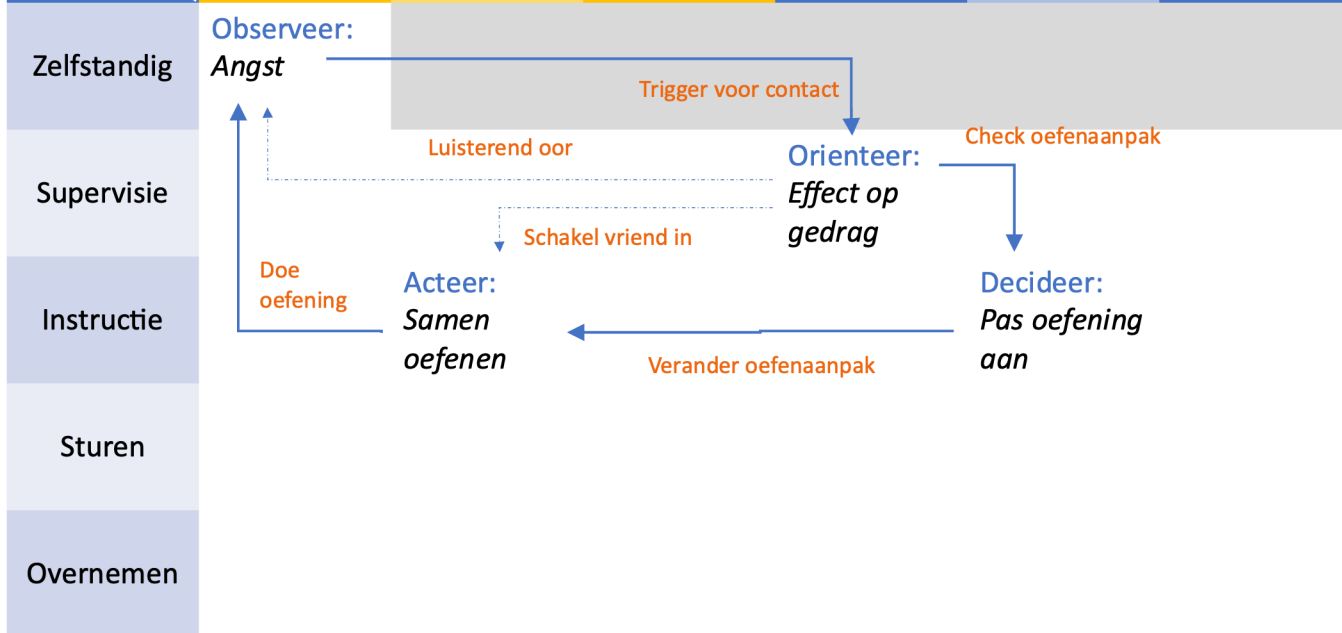 Observeer:
Zelfstandig
Angst
Trigger voor contact
Check oefenaanpak
Luisterend oor
Orienteer:
Supervisie
Effect op
gedrag
Schakel vriend in
Doe
oefening
Acteer:
Decideer:
Instructie
Samen
oefenen
Pas oefening
aan
Verander oefenaanpak
Sturen
Overnemen